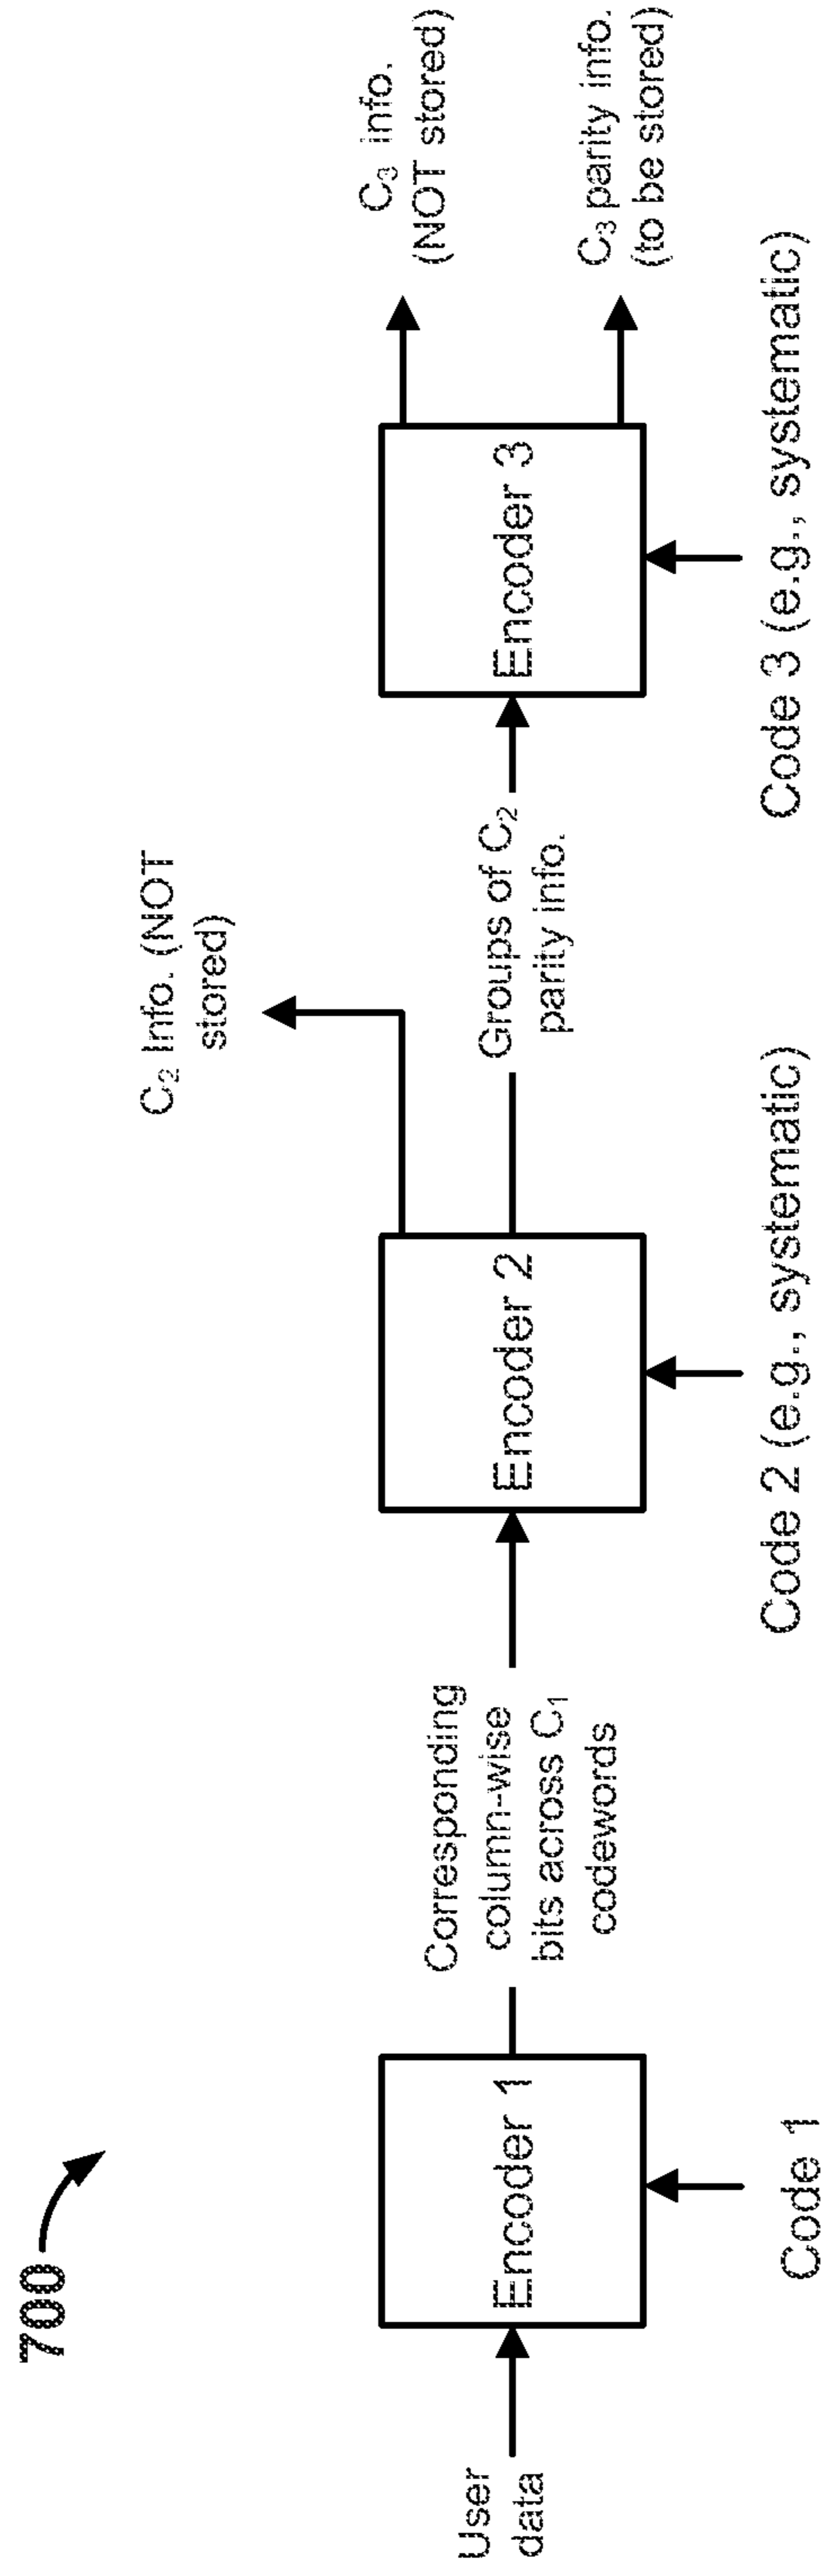 700
User
data
Encoder 1
Code 1
Corresponding
column-wise
bits across C₁
codewords
Encoder 2
Code 2 (e.g., systematic)
C₂ Info. (NOT
stored)
Groups of C₂
parity info.
Encoder 3
Code 3 (e.g., systematic)
C₃ info.
(NOT stored)
C₃ parity info.
(to be stored)